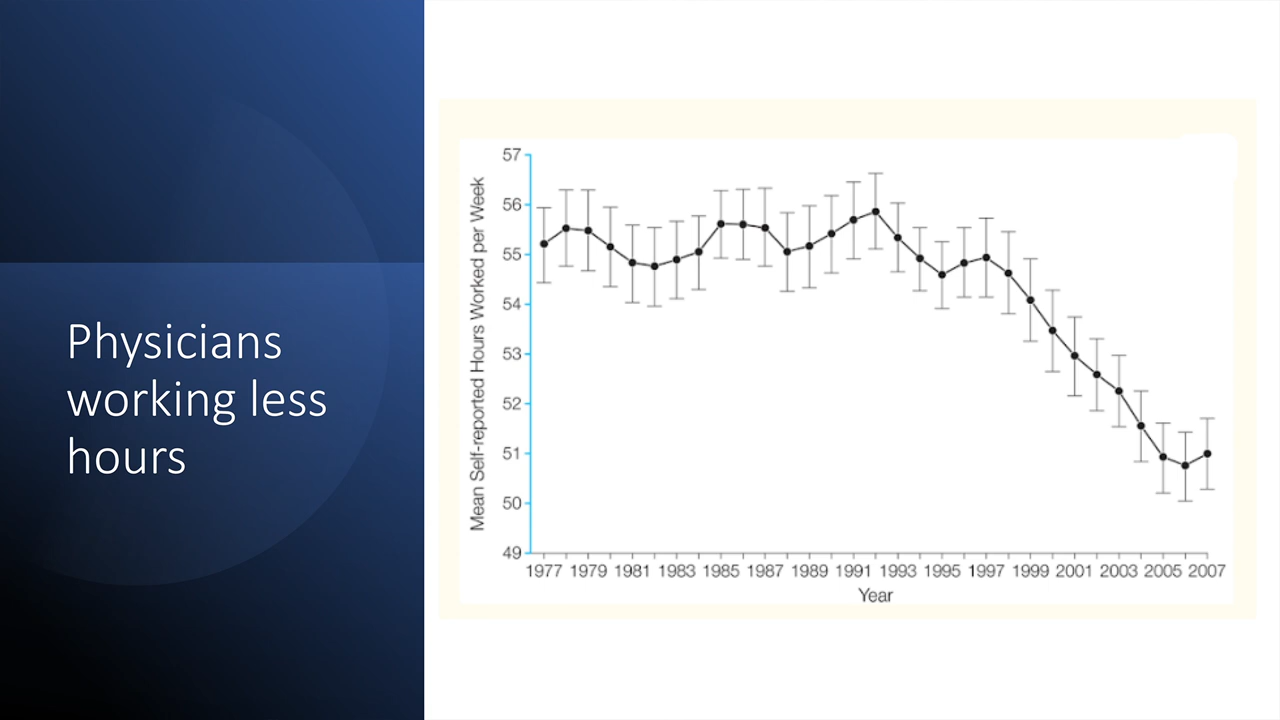 Physicians
working less
hours
Mean Self-reported Hours Worked per Week
57
56
55
54
53
52
51
50
49
1977 1979 1981 1983 1985 1987 1989 1991 1993 1995 1997 1999 2001 2003 2005 2007
Year